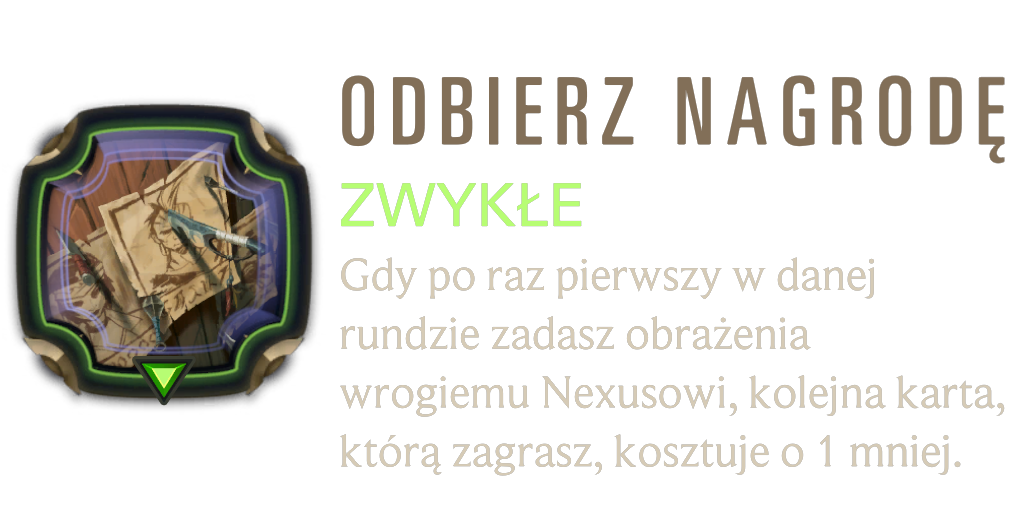 ODBIERZ NAGRODĘ
ZWYKŁE
Gdy po raz pierwszy w danej
rundzie zadasz obrażenia
wrogiemu Nexusowi, kolejna karta,
którą zagrasz, kosztuje o 1 mniej.